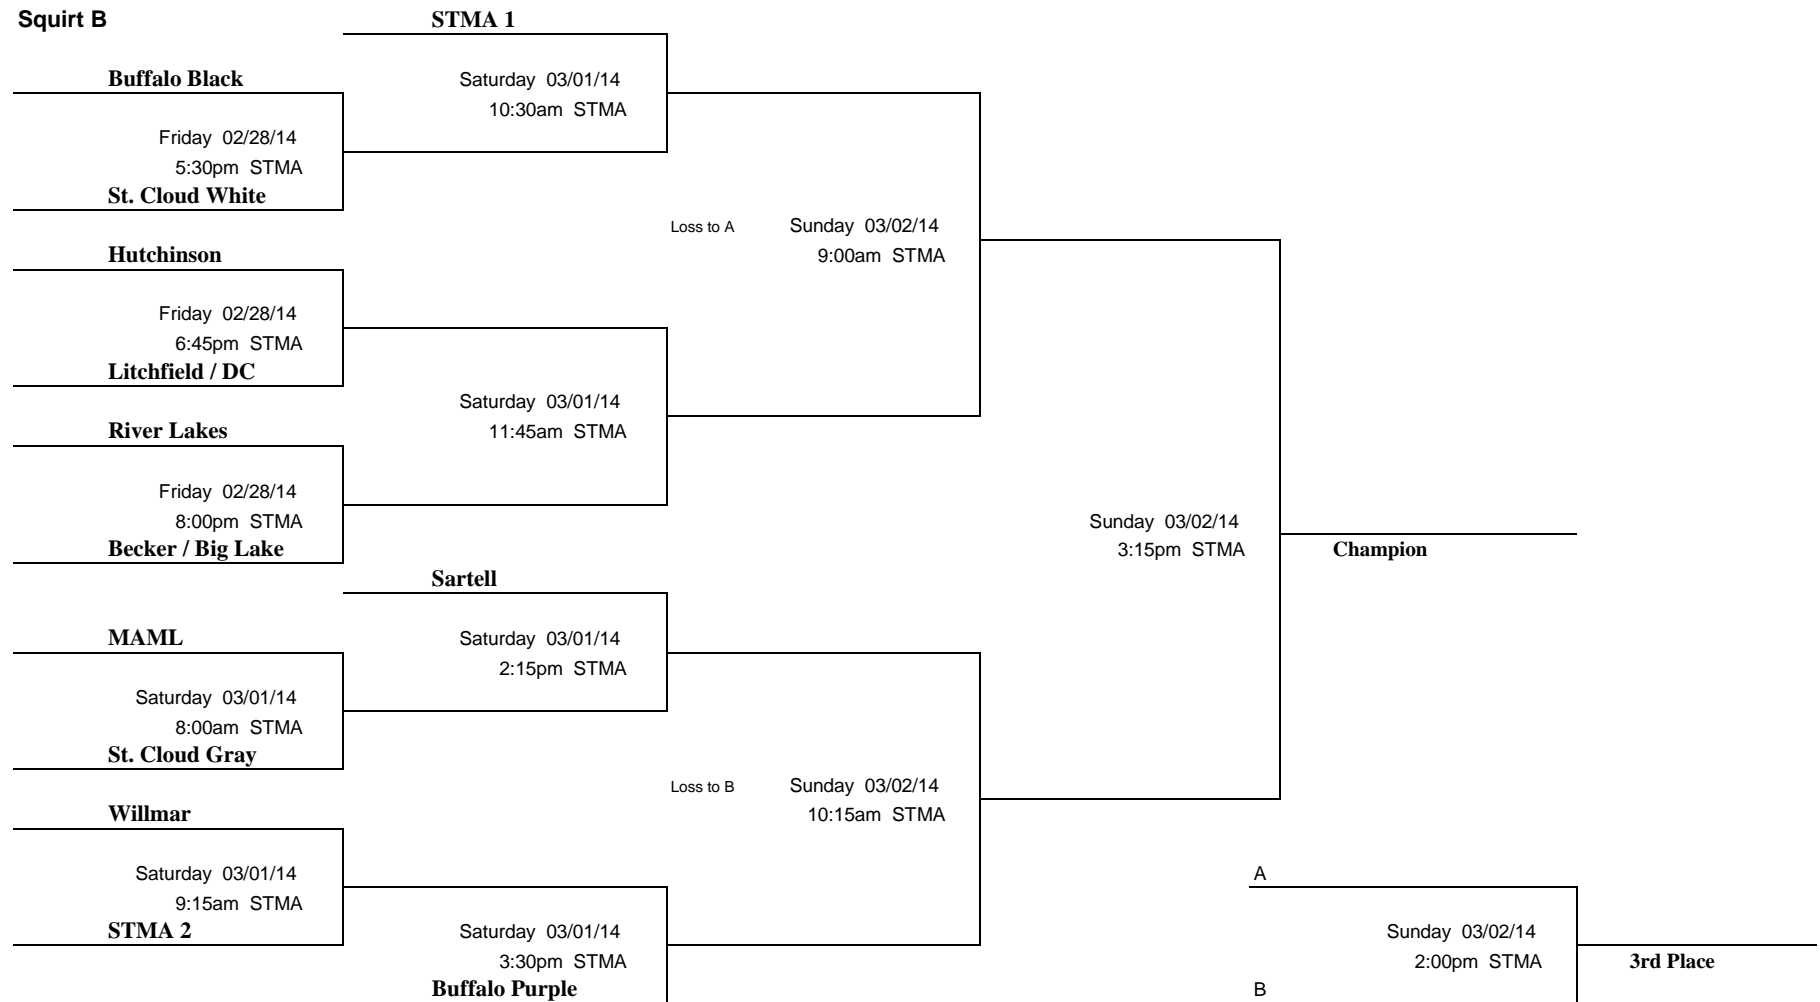 Squirt B
STMA 1
Buffalo Black
Saturday 03/01/14
10:30am STMA
Friday 02/28/14
5:30pm STMA
St. Cloud White
Loss to A
Sunday 03/02/14
9:00am STMA
Hutchinson
Friday 02/28/14
6:45pm STMA
Litchfield / DC
Saturday 03/01/14
11:45am STMA
River Lakes
Friday 02/28/14
8:00pm STMA
Becker / Big Lake
Sunday 03/02/14
3:15pm STMA
Champion
Sartell
MAML
Saturday 03/01/14
2:15pm STMA
Saturday 03/01/14
8:00am STMA
St. Cloud Gray
Loss to B
Sunday 03/02/14
10:15am STMA
Willmar
Saturday 03/01/14
9:15am STMA
STMA 2
Saturday 03/01/14
3:30pm STMA
Buffalo Purple
A
Sunday 03/02/14
2:00pm STMA
3rd Place
B